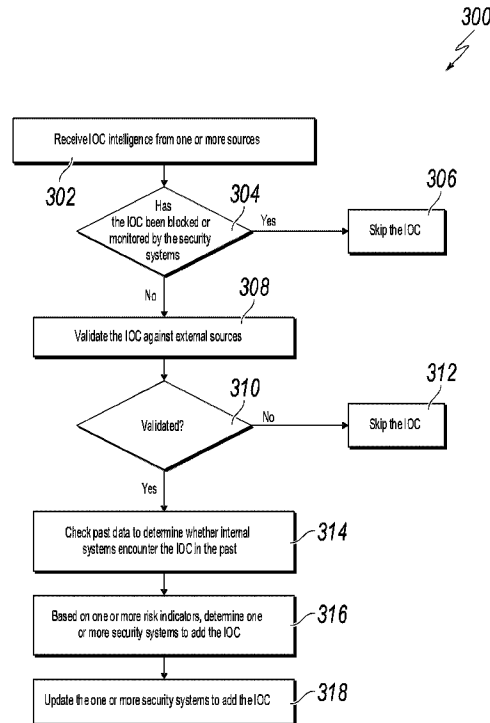 300
Receive IOC intelligence from one or more sources
302
Has
the IOC been blocked or
monitored by the security
systems
304
Yes
306
Skip the IOC
No
308
Validate the IOC against external sources
310
Validated?
No
312
Skip the IOC
Yes
Check past data to determine whether internal
systems encounter the IOC in the past
314
Based on one or more risk indicators, determine one
or more security systems to add the IOC
316
Update the one or more security systems to add the IOC
318